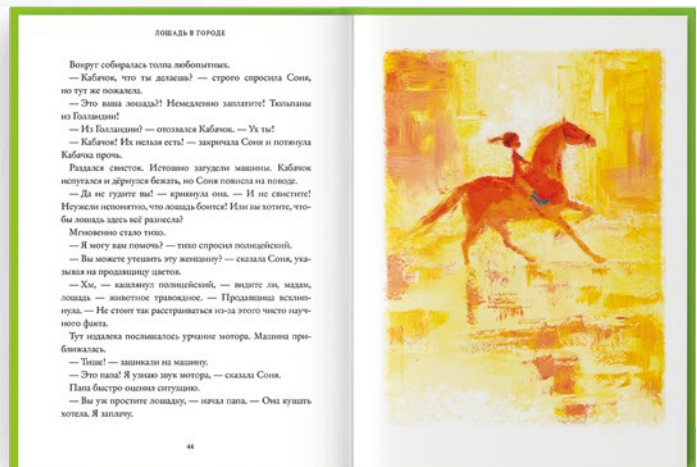 ЛОШАДЬ В ГОРОДЕ
Вокруг собиралась толпа любопытных.
— Кабачок, что ты делаешь? — строго спросила Соня,
но тут же пожалела.
— Это ваша лошадь?! Немедленно заплатите! Тюльпаны
из Голландии!
— Из Голландии? — отозвался Кабачок. — Ух ты!
— Кабачок! Их нельзя есть! — закричала Соня и потянула
Кабачка прочь.
Раздался свисток. Истошно загудели машины. Кабачок
испугался и дёрнулся бежать, но Соня повисла на поводе.
— Да не гудите вы! — крикнула она. — И не свистите!
Неужели непонятно, что лошадь боится! Или вы хотите, что-
бы лошадь здесь всё разнесла?
Мгновенно стало тихо.
— Я могу вам помочь? — тихо спросил полицейский.
— Вы можете утешить эту женщину? — сказала Соня, ука-
зывая на продавщицу цветов.
— Хм, — кашлянул полицейский, — видите ли, мадам,
лошадь — животное травоядное. — Продавщица всхлип-
нула. — Не стоит так расстраиваться из-за этого чисто науч-
ного факта.
Тут издалека послышалось урчание мотора. Машина при-
ближалась.
— Тише! — зашикали на машину.
— Это папа! Я узнаю звук мотора, — сказала Соня.
Папа быстро оценил ситуацию.
— Вы уж простите лошадку, — начал папа. — Она кушать
хотела. Я заплачу.
44